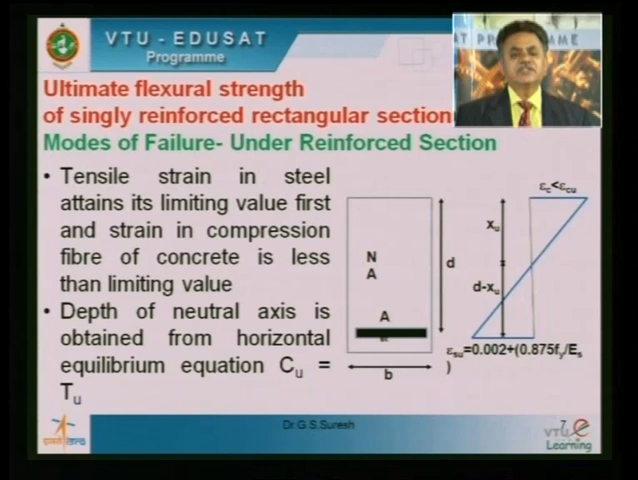 VTU - EDUSAT
Programme
AT PR
AMME
Ultimate flexural strength
of singly reinforced rectangular section
Modes of Failure- Under Reinforced Section
• Tensile strain in steel
attains its limiting value first
and strain in compression
fibre of concrete is less
than limiting value
• Depth of neutral axis is
obtained from horizontal
equilibrium equation Cu =
Tu
N
A
A
b
d
εc<εcu
xu
d-xu
εsu=0.002+(0.875fy/Es
)
Dr.G S.Suresh
7
VTU e
Learning